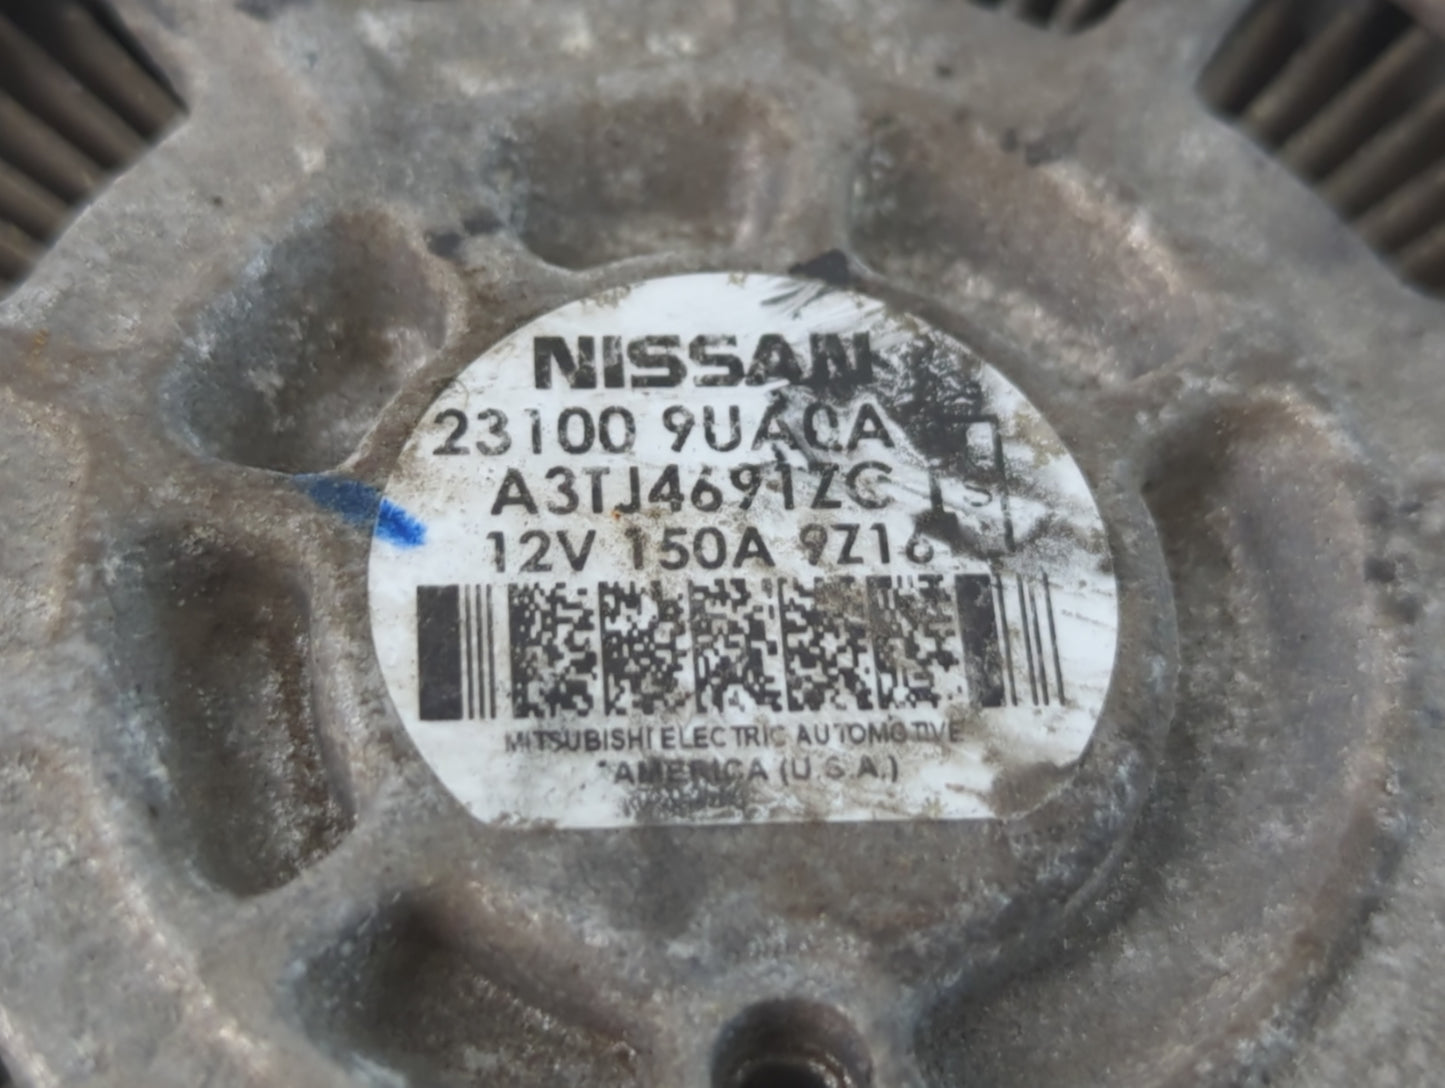 NISSAN
23100 9UA0A
A3TJ4691ZC
12V 150A 9Z16
MITSUBISHI ELECTRIC AUTOMOTIVE
AMERICA (U.S.A.)